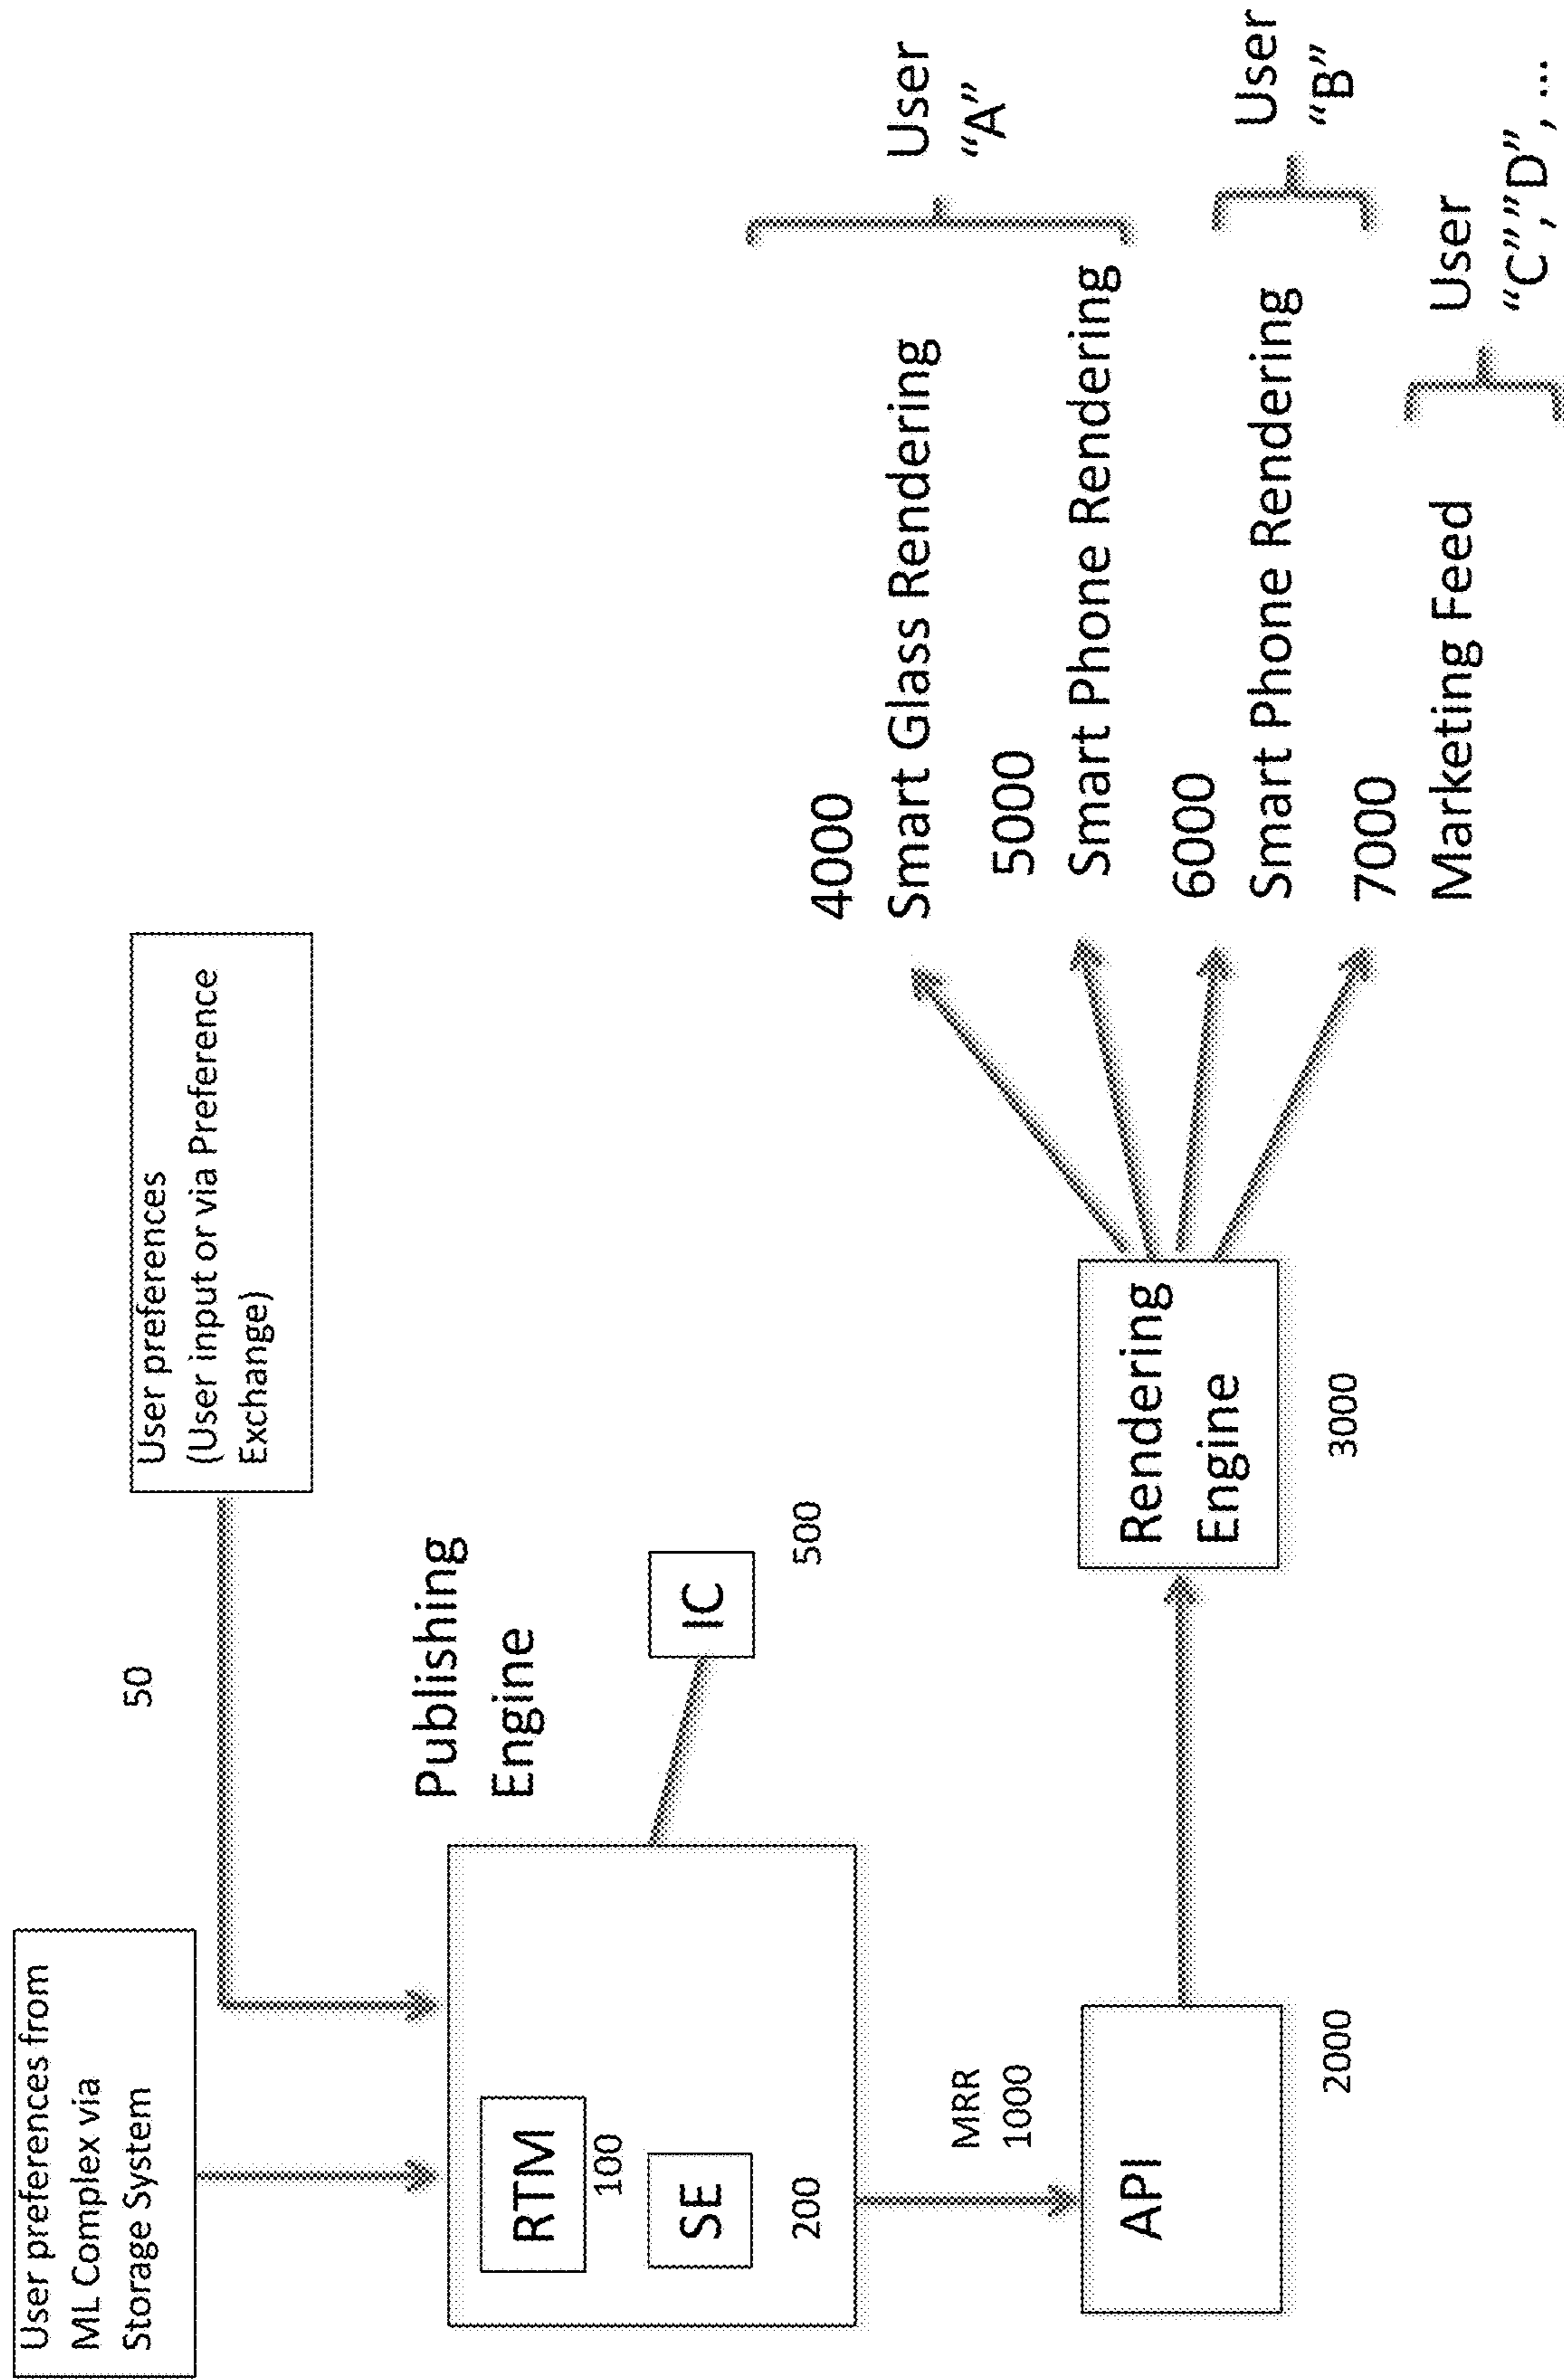 User preferences from
ML Complex via
Storage System
50
User preferences
(User input or via Preference
Exchange)
Publishing
Engine
RTM
100
SE
200
IC
500
MRR
1000
API
2000
Rendering
Engine
3000
4000
Smart Glass Rendering
5000
Smart Phone Rendering
6000
Smart Phone Rendering
7000
Marketing Feed
User
“A”
User
“B”
User
“C””D”, ...